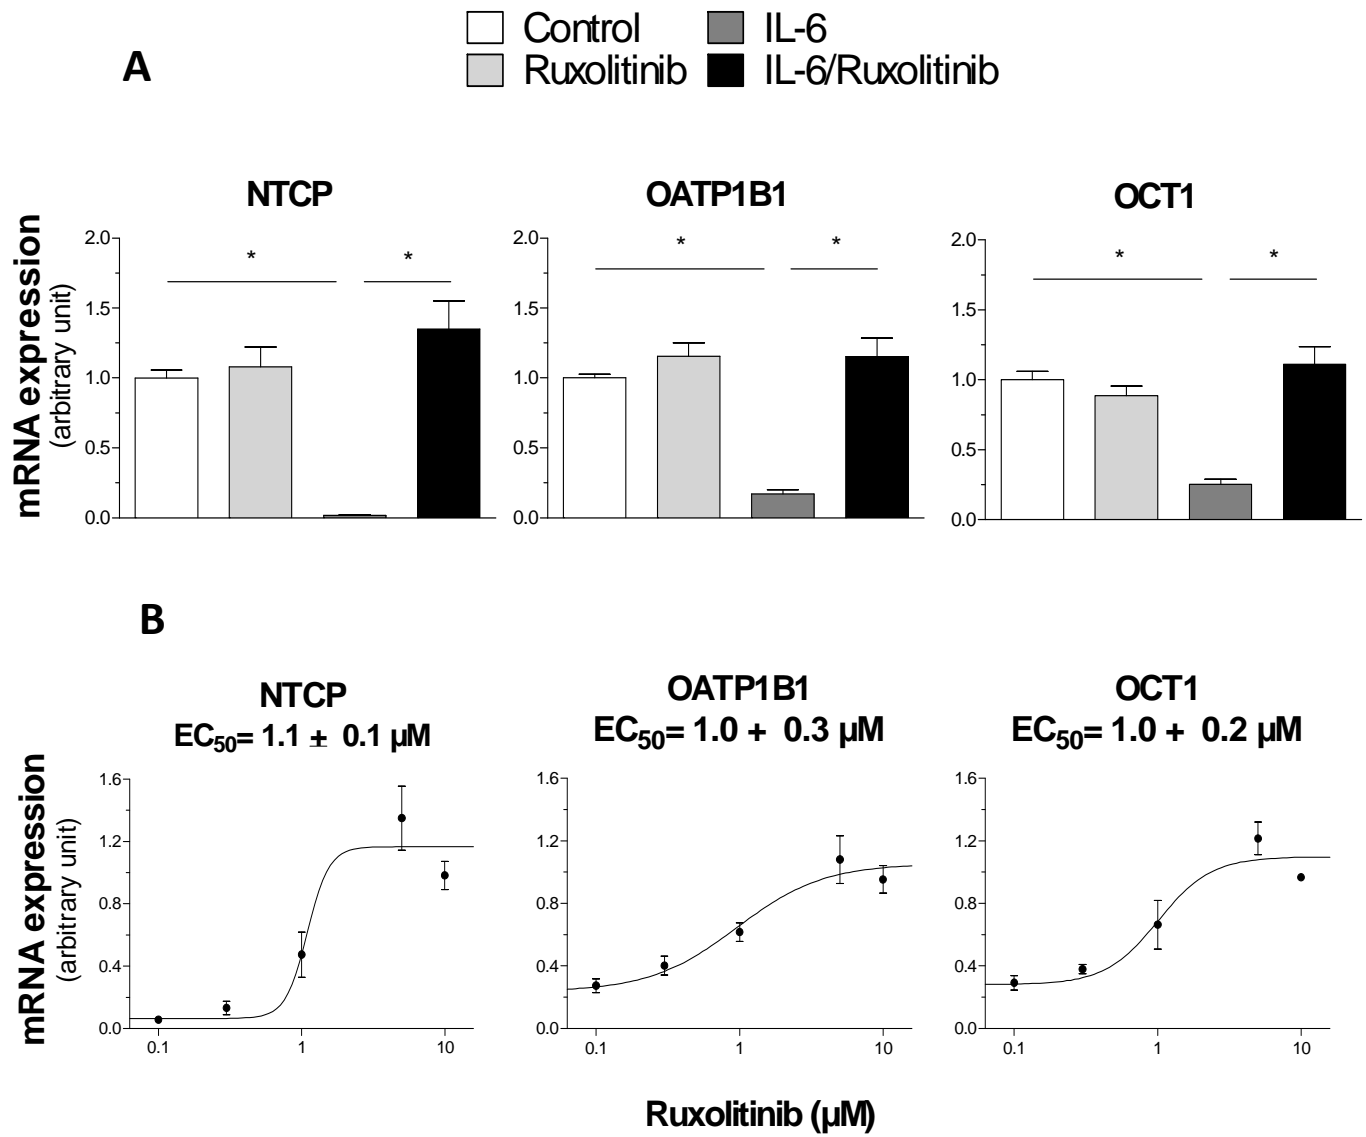 Control
IL-6
Ruxolitinib
IL-6/Ruxolitinib
A
NTCP
OATP1B1
OCT1
mRNA expression
(arbitrary unit)
2.0
1.5
1.0
0.5
0.0
*
*
2.0
1.5
1.0
0.5
0.0
*
*
2.0
1.5
1.0
0.5
0.0
*
*
B
NTCP
EC50= 1.1 ± 0.1 µM
OATP1B1
EC50= 1.0 + 0.3 µM
OCT1
EC50= 1.0 + 0.2 µM
mRNA expression
(arbitrary unit)
1.6
1.2
0.8
0.4
0.0
0.1
1
10
1.6
1.2
0.8
0.4
0.0
0.1
1
10
1.6
1.2
0.8
0.4
0.0
0.1
1
10
Ruxolitinib (µM)